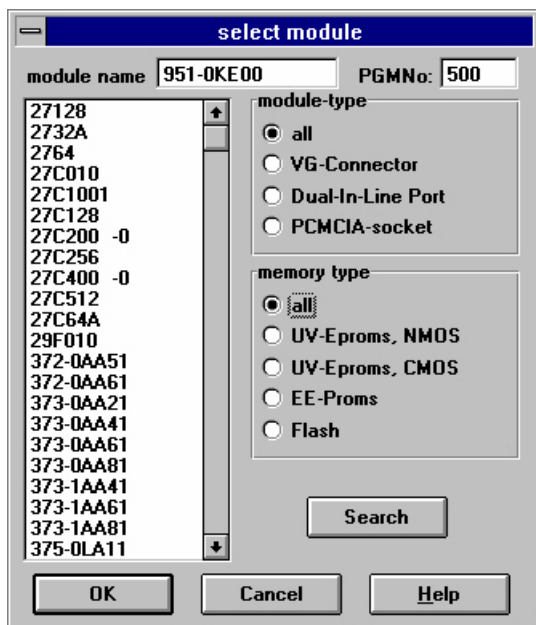 select module
module name 951-0KE00 PGMNo: 500
27128
2732A
2764
27C010
27C1001
27C128
27C200 -0
27C256
27C400 -0
27C512
27C64A
29F010
372-0AA51
372-0AA61
373-0AA21
373-0AA41
373-0AA61
373-0AA81
373-1AA41
373-1AA61
373-1AA81
375-0LA11
module-type
all
VG-Connector
Dual-In-Line Port
PCMCIA-socket
memory type
all
UV-Eproms, NMOS
UV-Eproms, CMOS
EE-Proms
Flash
Search
OK Cancel Help